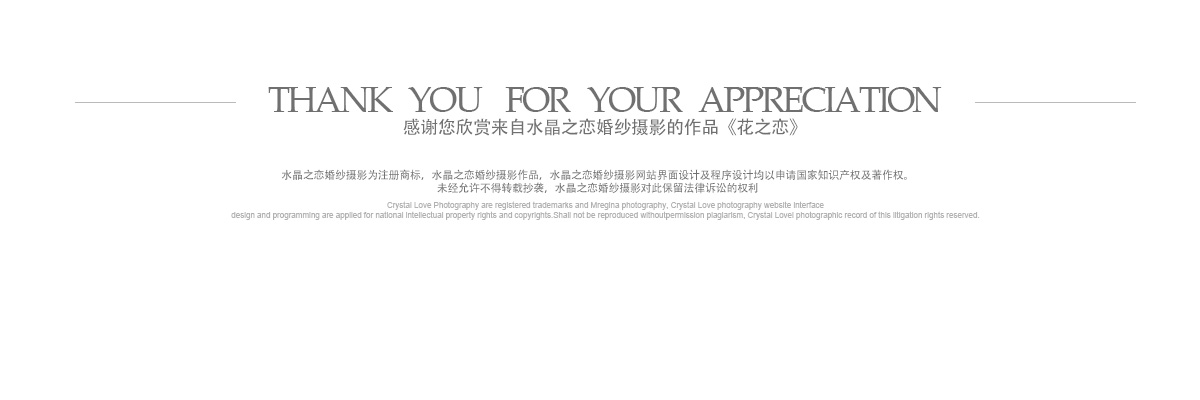 THANK YOU FOR YOUR APPRECIATION
感谢您欣赏来自水晶之恋婚纱摄影的作品《花之恋》
水晶之恋婚纱摄影为注册商标，水晶之恋婚纱摄影作品，水晶之恋婚纱摄影网站界面设计及程序设计均以申请国家知识产权及著作权。
未经允许不得转载抄袭，水晶之恋婚纱摄影对此保留法律诉讼的权利
Crystal Love Photography are registered trademarks and Mregina photography, Crystal Love photography website interface
design and programming are applied for national intellectual property rights and copyrights.Shall not be reproduced withoutpermission plagiarism, Crystal Lovel photographic record of this litigation rights reserved.